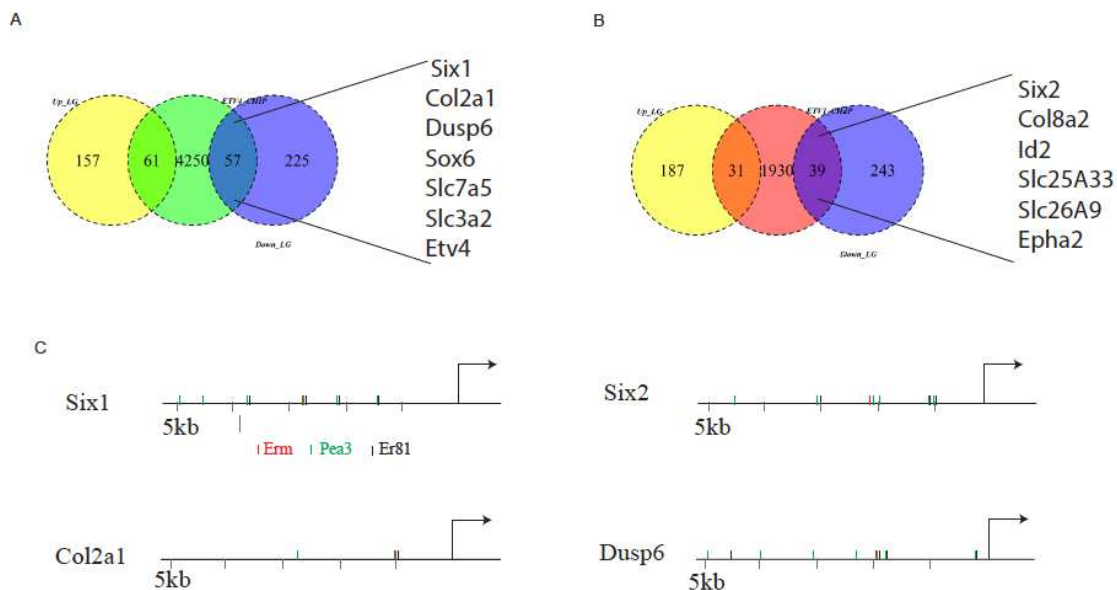 A
Up_LG
ETV4_CHIP
157
61
4250
57
225
Down_LG
Six1
Col2a1
Dusp6
Sox6
Slc7a5
Slc3a2
Etv4
B
Up_LG
ETV1_CHIP
187
31
1930
39
243
Down_LG
Six2
Col8a2
Id2
Slc25A33
Slc26A9
Epha2
C
Six1
5kb
Erm Pea3 Er81
Six2
5kb
Col2a1
5kb
Dusp6
5kb